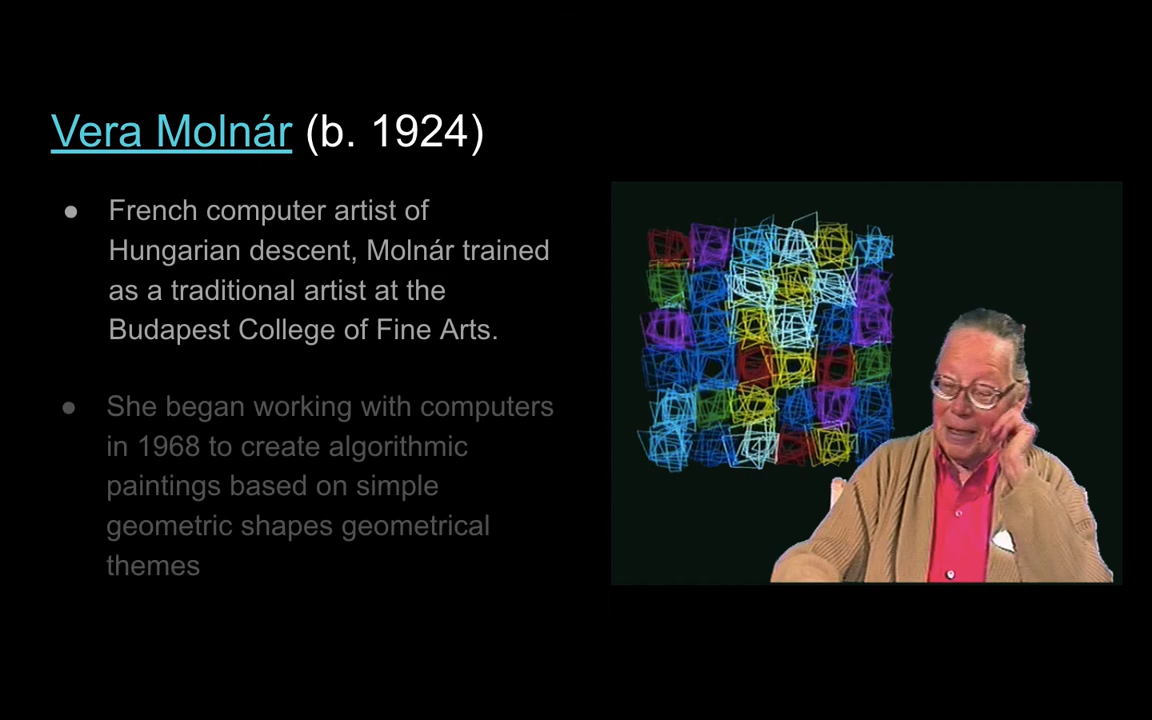 Vera Molnár (b. 1924)
● French computer artist of
Hungarian descent, Molnár trained
as a traditional artist at the
Budapest College of Fine Arts.
● She began working with computers
in 1968 to create algorithmic
paintings based on simple
geometric shapes geometrical
themes